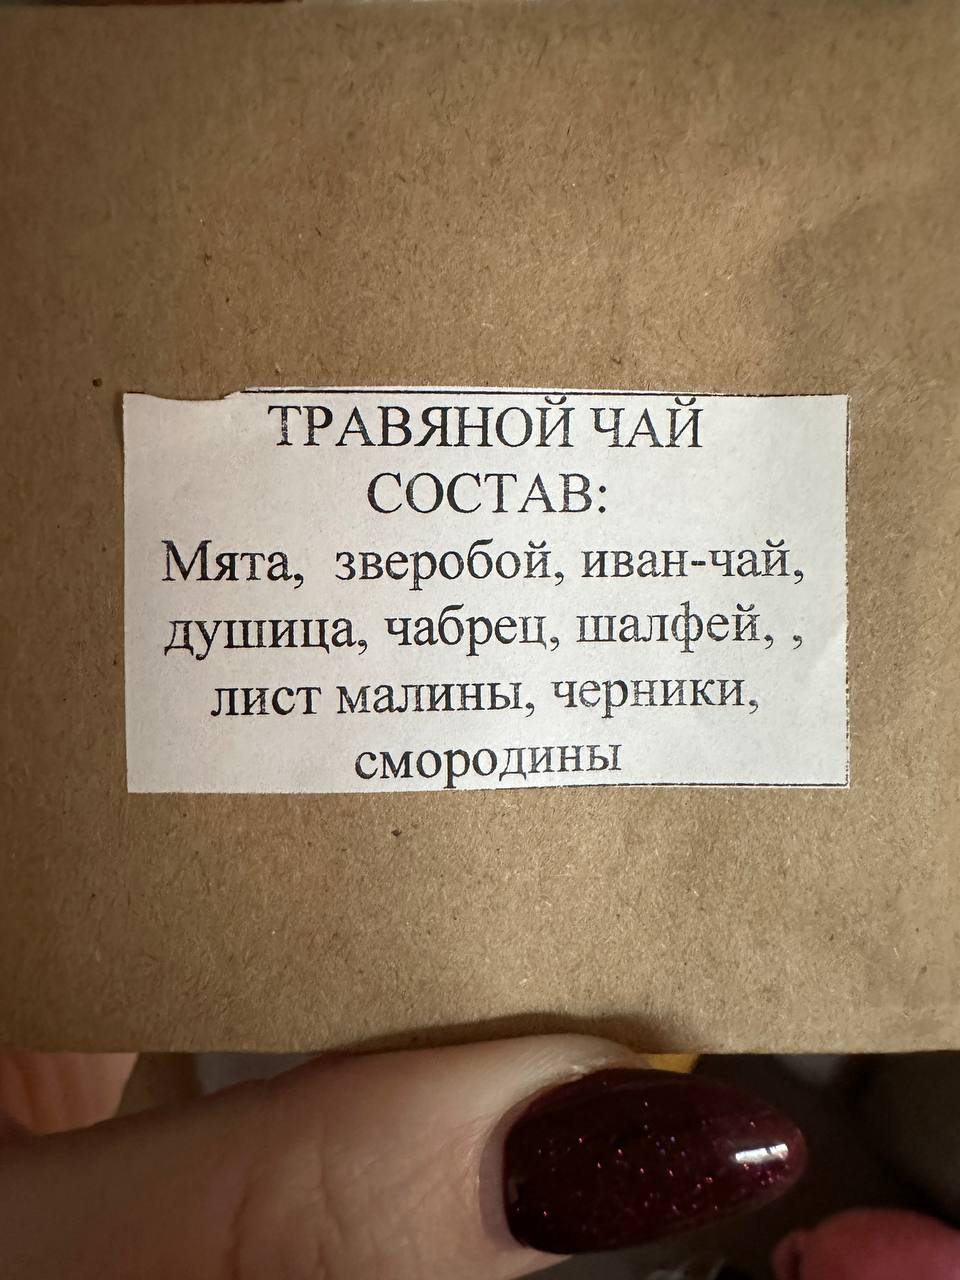 ТРАВЯНОЙ ЧАЙ
СОСТАВ:
Мята, зверобой, иван-чай,
душица, чабрец, шалфей, ,
лист малины, черники,
смородины